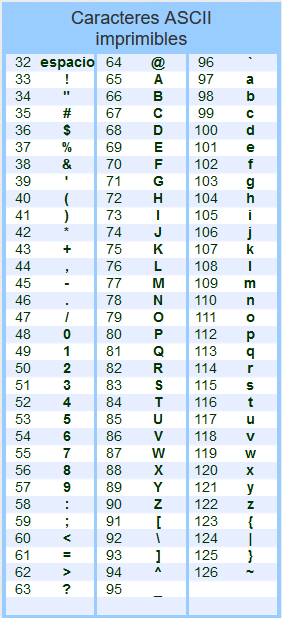 Caracteres ASCII
imprimibles
32 espacio 64 @ 96 `
33 ! 65 A 97 a
34 " 66 B 98 b
35 # 67 C 99 c
36 $ 68 D 100 d
37 % 69 E 101 e
38 & 70 F 102 f
39 ' 71 G 103 g
40 ( 72 H 104 h
41 ) 73 I 105 i
42 * 74 J 106 j
43 + 75 K 107 k
44 , 76 L 108 l
45 - 77 M 109 m
46 . 78 N 110 n
47 / 79 O 111 o
48 0 80 P 112 p
49 1 81 Q 113 q
50 2 82 R 114 r
51 3 83 S 115 s
52 4 84 T 116 t
53 5 85 U 117 u
54 6 86 V 118 v
55 7 87 W 119 w
56 8 88 X 120 x
57 9 89 Y 121 y
58 : 90 Z 122 z
59 ; 91 [ 123 {
60 < 92 \ 124 |
61 = 93 ] 125 }
62 > 94 ^ 126 ~
63 ? 95 _